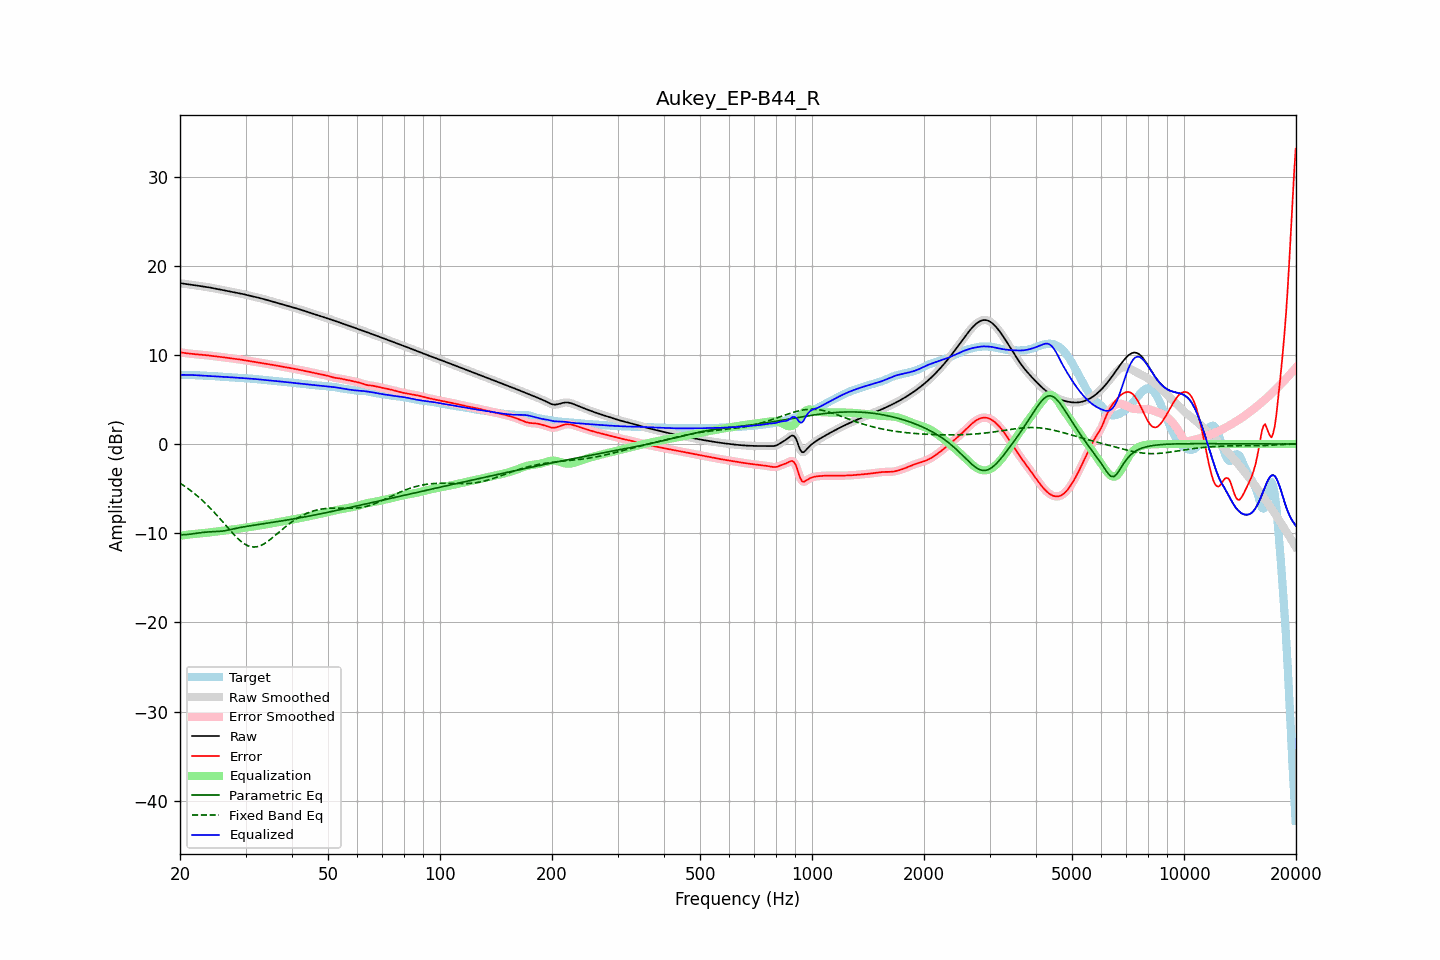 Aukey_EP-B44_R
Amplitude (dBr)
30
20
10
0
−10
−20
−30
−40
Target
Raw Smoothed
Error Smoothed
Raw
Error
Equalization
Parametric Eq
Fixed Band Eq
Equalized
20
50
100
200
500
1000
2000
5000
10000
20000
Frequency (Hz)